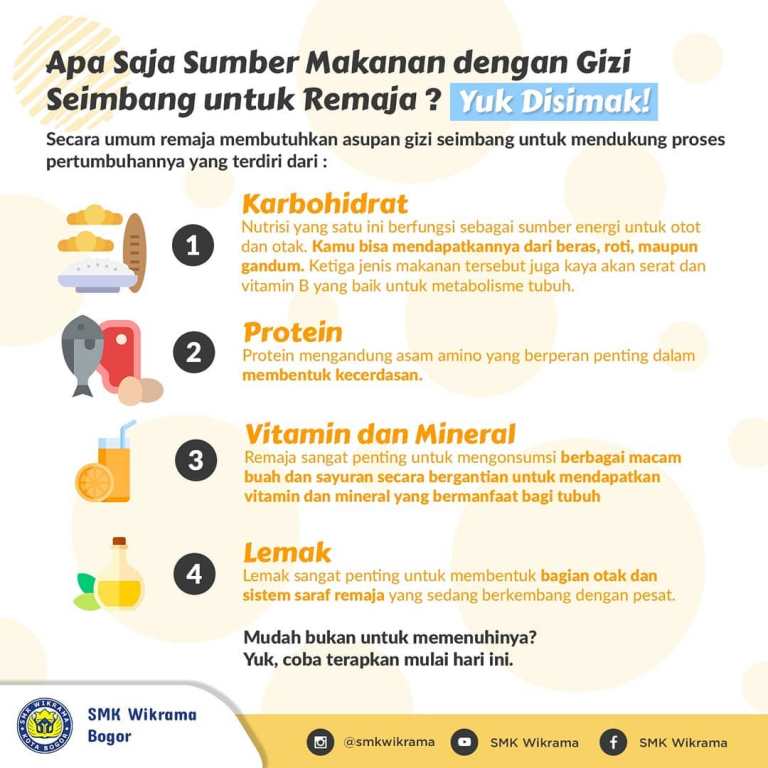 Apa Saja Sumber Makanan dengan Gizi
Seimbang untuk Remaja ? Yuk Disimak!
Secara umum remaja membutuhkan asupan gizi seimbang untuk mendukung proses
pertumbuhannya yang terdiri dari :
1
Karbohidrat
Nutrisi yang satu ini berfungsi sebagai sumber energi untuk otot
dan otak. Kamu bisa mendapatkannya dari beras, roti, maupun
gandum. Ketiga jenis makanan tersebut juga kaya akan serat dan
vitamin B yang baik untuk metabolisme tubuh.
2
Protein
Protein mengandung asam amino yang berperan penting dalam
membentuk kecerdasan.
3
Vitamin dan Mineral
Remaja sangat penting untuk mengonsumsi berbagai macam
buah dan sayuran secara bergantian untuk mendapatkan
vitamin dan mineral yang bermanfaat bagi tubuh
4
Lemak
Lemak sangat penting untuk membentuk bagian otak dan
sistem saraf remaja yang sedang berkembang dengan pesat.
Mudah bukan untuk memenuhinya?
Yuk, coba terapkan mulai hari ini.
SMK WIKRAMA
KOTA BOGOR
SMK Wikrama
Bogor
@smkwikrama
SMK Wikrama
SMK Wikrama